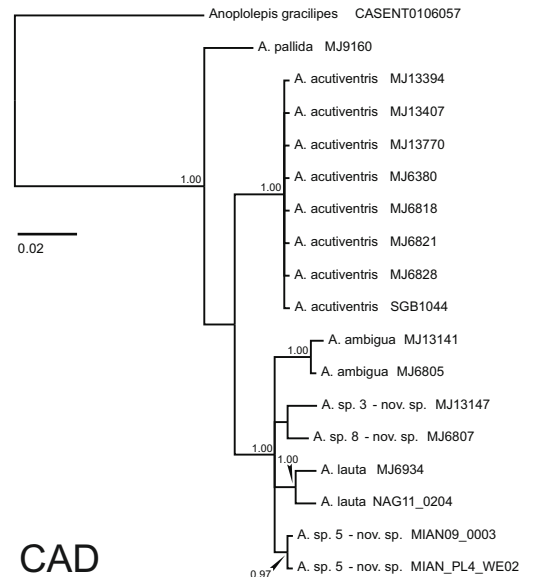 Anoplolepis gracilipes CASENT0106057
A. pallida MJ9160
A. acutiventris MJ13394
A. acutiventris MJ13407
A. acutiventris MJ13770
1.00
A. acutiventris MJ6380
1.00
A. acutiventris MJ6818
A. acutiventris MJ6821
0.02
A. acutiventris MJ6828
A. acutiventris SGB1044
A. ambigua MJ13141
1.00
A. ambigua MJ6805
A. sp. 3 - nov. sp. MJ13147
A. sp. 8 - nov. sp. MJ6807
1.00
1.00
A. lauta MJ6934
A. lauta NAG11_0204
A. sp. 5 - nov. sp. MIAN09_0003
CAD
A. sp. 5 - nov. sp. MIAN_PL4_WE02
0.97